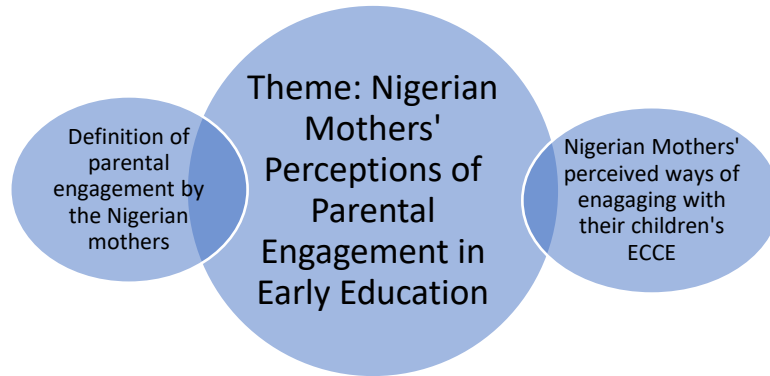 Definition of
parental
engagement by
the Nigerian
mothers
Theme: Nigerian
Mothers'
Perceptions of
Parental
Engagement in
Early Education
Nigerian Mothers'
perceived ways of
enagaging with
their children's
ECCE